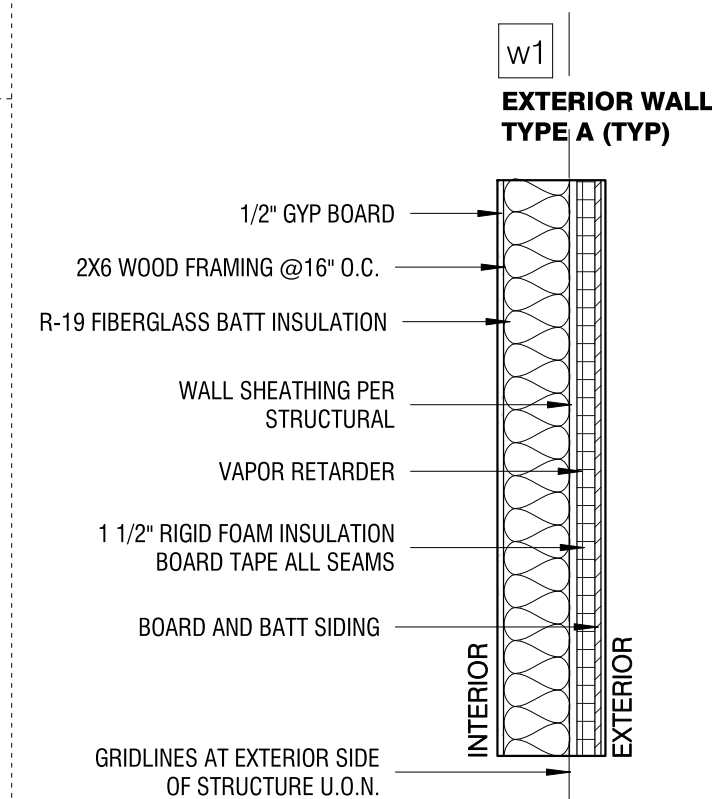 w1
EXTERIOR WALL
TYPE A (TYP)
1/2" GYP BOARD
2X6 WOOD FRAMING @16" O.C.
R-19 FIBERGLASS BATT INSULATION
WALL SHEATHING PER
STRUCTURAL
VAPOR RETARDER
1 1/2" RIGID FOAM INSULATION
BOARD TAPE ALL SEAMS
BOARD AND BATT SIDING
INTERIOR
EXTERIOR
GRIDLINES AT EXTERIOR SIDE
OF STRUCTURE U.O.N.